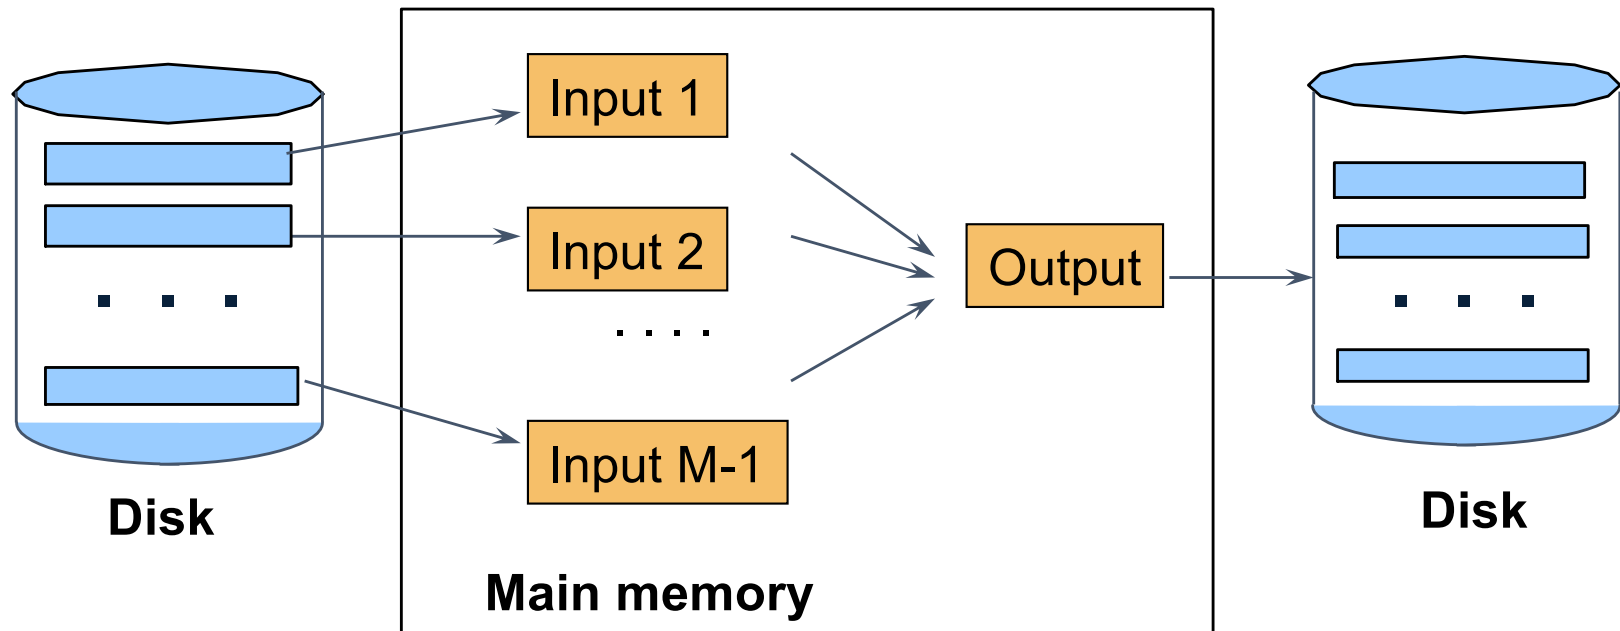 Input 1
Input 2
. . . .
Input M-1
Output
Disk
Main memory
Disk